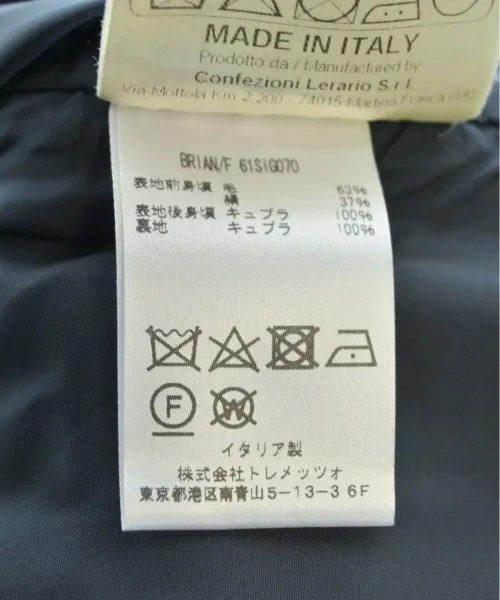 MADE IN ITALY
Prodotto da / Manufactured by
Confezioni Lerario S.r.l.
Via Mottola Km 2,200 - 74015 Martina Franca (Ta)
BRIAN/F 61SIG070
表地前身頃 毛 63%
絹 37%
表地後身頃 キュプラ 100%
裏地 キュプラ 100%
F W
イタリア製
株式会社トレメッツォ
東京都港区南青山5-13-3 6F